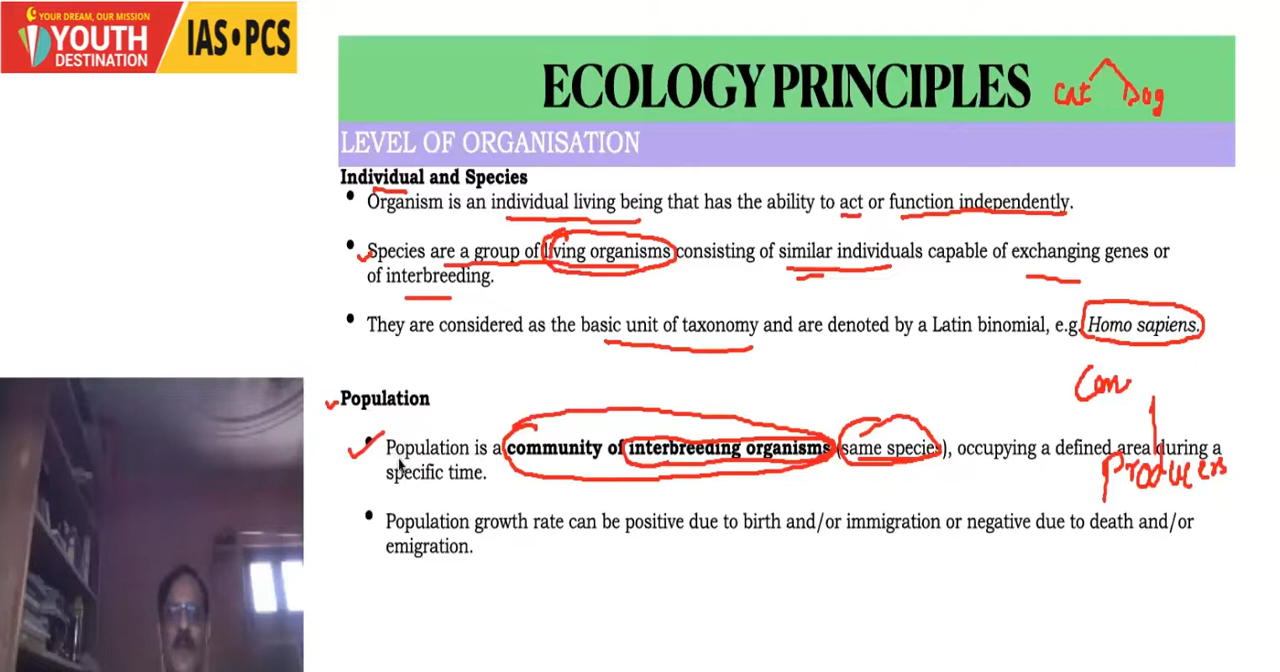 YOUR DREAM, OUR MISSION
YOUTH
DESTINATION
IAS•PCS
ECOLOGY PRINCIPLES
Cat Dog
LEVEL OF ORGANISATION
Individual and Species
• Organism is an individual living being that has the ability to act or function independently.
• Species are a group of living organisms consisting of similar individuals capable of exchanging genes or
of interbreeding.
• They are considered as the basic unit of taxonomy and are denoted by a Latin binomial, e.g. Homo sapiens.
Con
Population
• Population is a community of interbreeding organisms (same species), occupying a defined area during a
specific time.
Producers
• Population growth rate can be positive due to birth and/or immigration or negative due to death and/or
emigration.